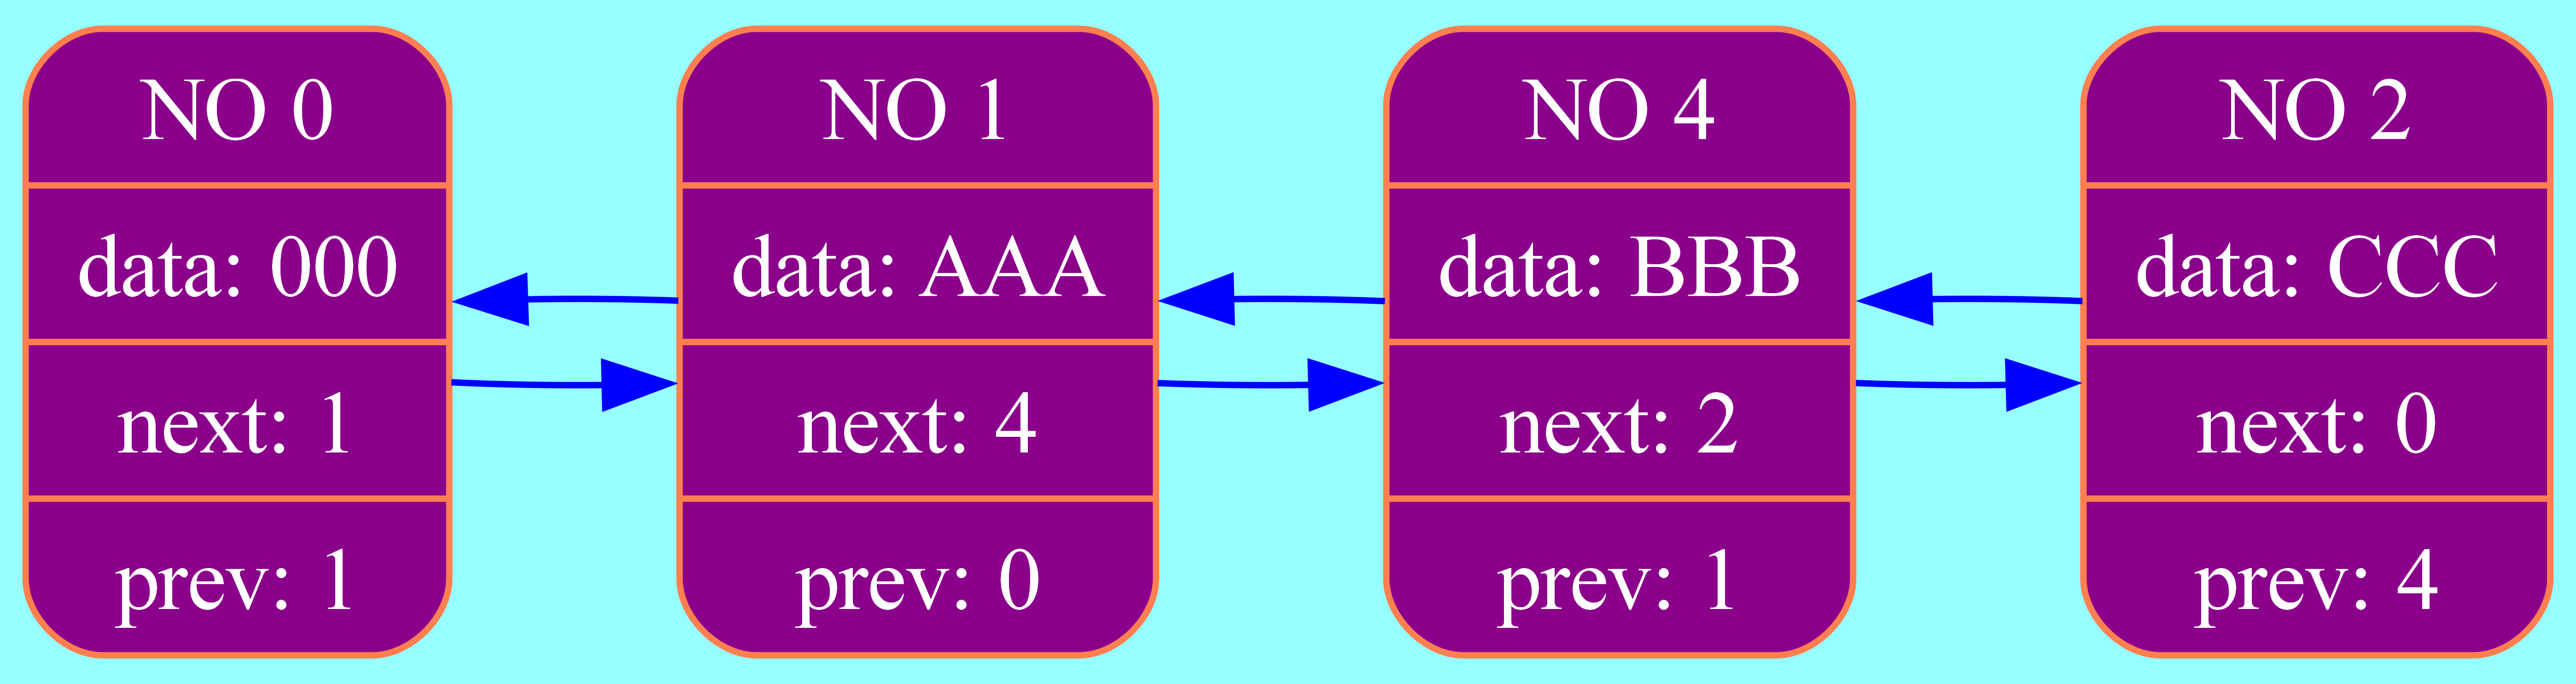 NO 0
data: 000
next: 1
prev: 1
NO 1
data: AAA
next: 4
prev: 0
NO 4
data: BBB
next: 2
prev: 1
NO 2
data: CCC
next: 0
prev: 4